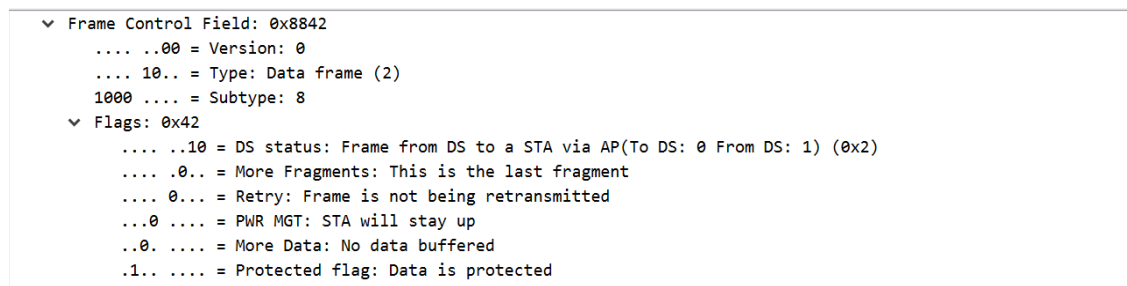 Frame Control Field: 0x8842
.... ..00 = Version: 0
.... 10.. = Type: Data frame (2)
1000 .... = Subtype: 8
Flags: 0x42
.... ..10 = DS status: Frame from DS to a STA via AP(To DS: 0 From DS: 1) (0x2)
.... .0.. = More Fragments: This is the last fragment
.... 0... = Retry: Frame is not being retransmitted
...0 .... = PWR MGT: STA will stay up
..0. .... = More Data: No data buffered
.1.. .... = Protected flag: Data is protected